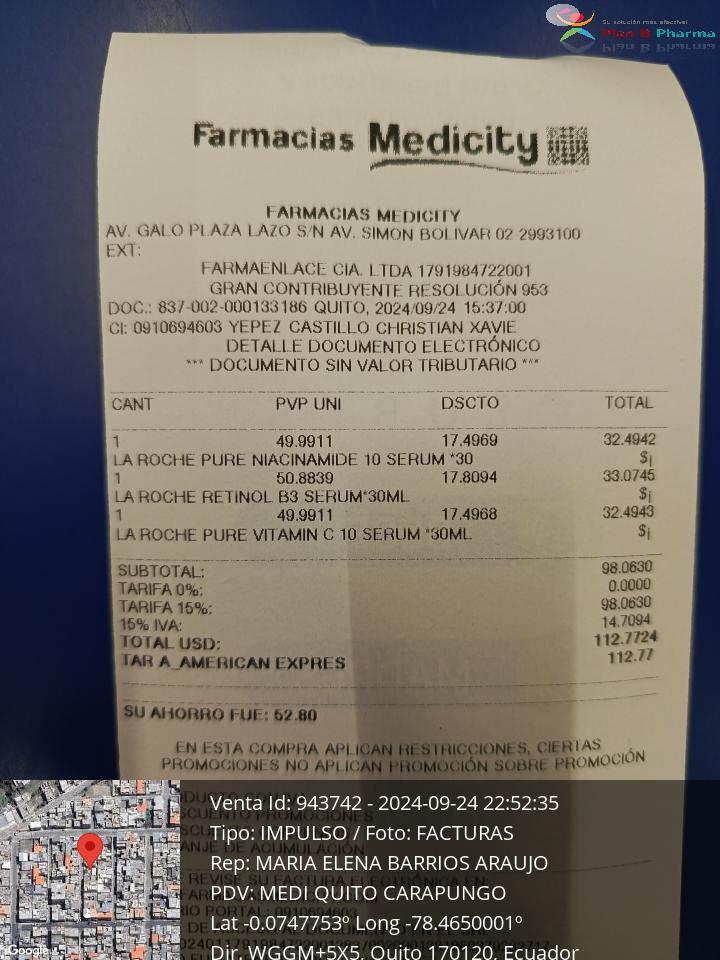 Su solución más efectiva!
Plan B Pharma
Farmacias Medicity
FARMACIAS MEDICITY
AV. GALO PLAZA LAZO S/N AV. SIMON BOLIVAR 02-2993100
EXT:
FARMAENLACE CIA. LTDA 1791984722001
GRAN CONTRIBUYENTE RESOLUCIÓN 953
DOC.: 837-002-000133186 QUITO, 2024/09/24 15:37:00
CI: 0910694603 YEPEZ CASTILLO CHRISTIAN XAVIE
DETALLE DOCUMENTO ELECTRÓNICO
*** DOCUMENTO SIN VALOR TRIBUTARIO ***
CANT PVP UNI DSCTO TOTAL
1 49.9911 17.4969 32.4942
LA ROCHE PURE NIACINAMIDE 10 SERUM *30 $¡
1 50.8839 17.8094 33.0745
LA ROCHE RETINOL B3 SERUM*30ML $¡
1 49.9911 17.4968 32.4943
LA ROCHE PURE VITAMIN C 10 SERUM *30ML $¡
SUBTOTAL: 98.0630
TARIFA 0%: 0.0000
TARIFA 15%: 98.0630
15% IVA: 14.7094
TOTAL USD: 112.7724
TAR A_AMERICAN EXPRES 112.77
SU AHORRO FUE: 52.80
EN ESTA COMPRA APLICAN RESTRICCIONES, CIERTAS
PROMOCIONES NO APLICAN PROMOCIÓN SOBRE PROMOCIÓN
Venta Id: 943742 - 2024-09-24 22:52:35
Tipo: IMPULSO / Foto: FACTURAS
Rep: MARIA ELENA BARRIOS ARAUJO
PDV: MEDI QUITO CARAPUNGO
Lat -0.0747753º Long -78.4650001º
Dir. WGGM+5X5, Quito 170120, Ecuador
Google